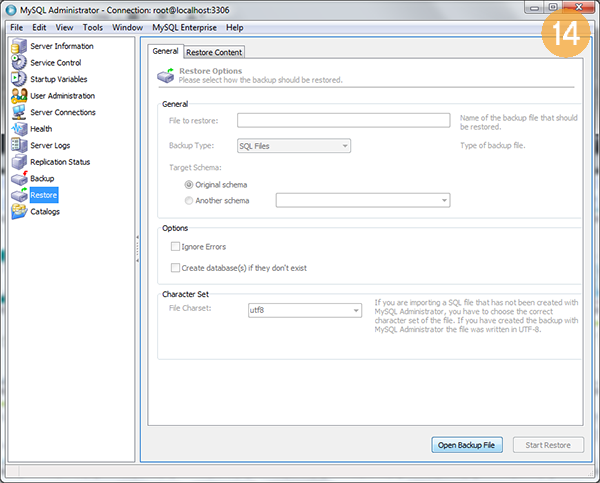 MySQL Administrator - Connection: root@localhost:3306
14
File Edit View Tools Window MySQL Enterprise Help
Server Information
Service Control
Startup Variables
User Administration
Server Connections
Health
Server Logs
Replication Status
Backup
Restore
Catalogs
General Restore Content
Restore Options
Please select how the backup should be restored.
General
File to restore:
Name of the backup file that should
be restored.
Backup Type: SQL Files Type of backup file.
Target Schema:
Original schema
Another schema
Options
Ignore Errors
Create database(s) if they don't exist
Character Set
File Charset: utf8
If you are importing a SQL file that has not been created with
MySQL Administrator, you have to choose the correct
character set of the file. If you have created the backup with
MySQL Administrator the file was written in UTF-8.
Open Backup File Start Restore